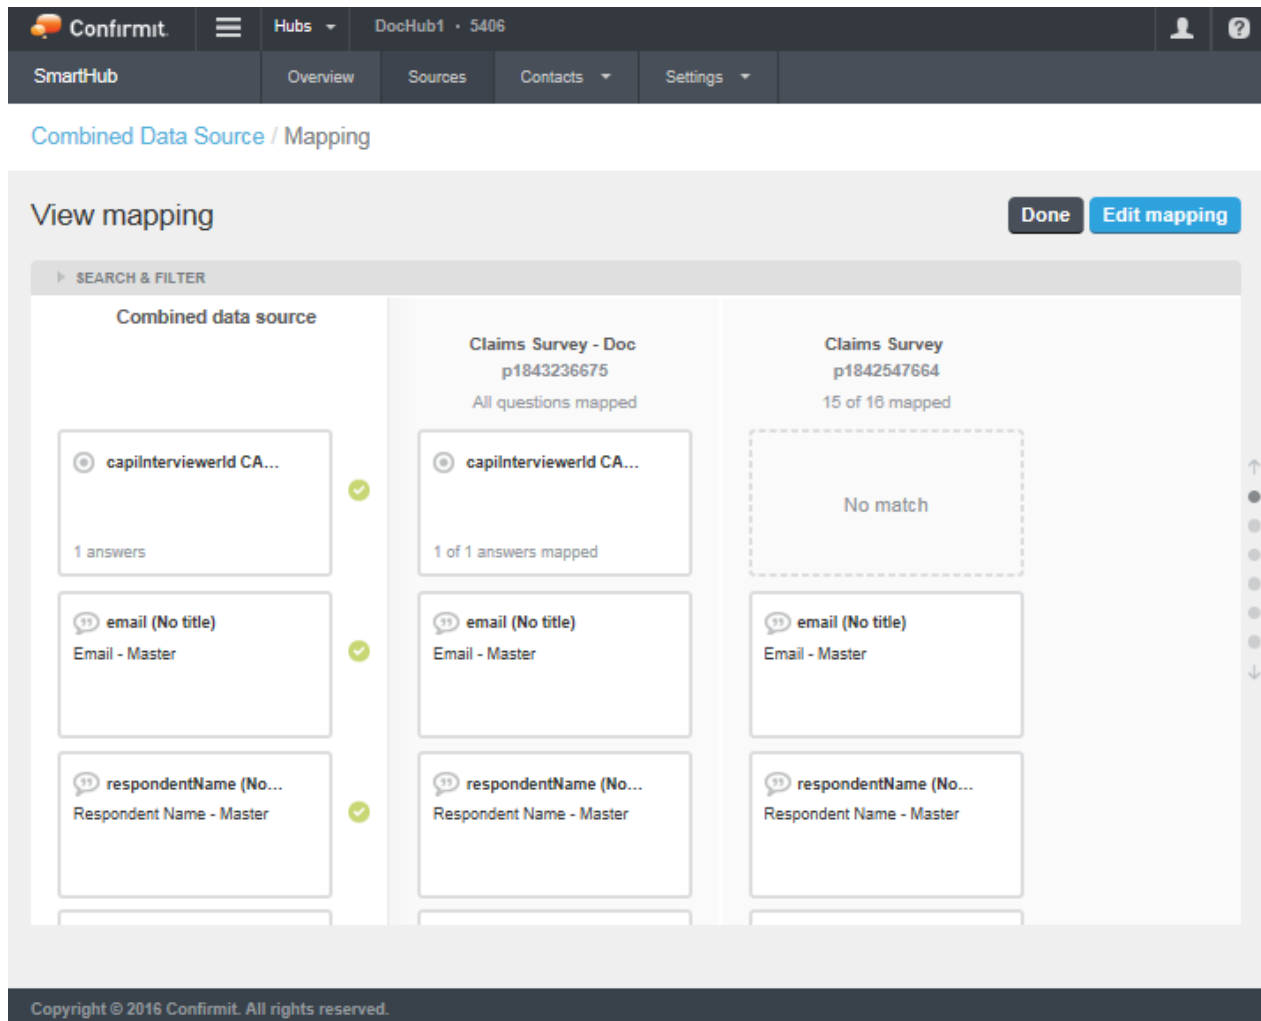 Confirmit.
Hubs
DocHub1 · 5406
SmartHub
Overview
Sources
Contacts
Settings
Combined Data Source / Mapping
View mapping
Done
Edit mapping
SEARCH & FILTER
Combined data source
Claims Survey - Doc
p1843236675
All questions mapped
Claims Survey
p1842547664
15 of 16 mapped
capiInterviewerId CA...
1 answers
capiInterviewerId CA...
1 of 1 answers mapped
No match
email (No title)
Email - Master
email (No title)
Email - Master
email (No title)
Email - Master
respondentName (No...
Respondent Name - Master
respondentName (No...
Respondent Name - Master
respondentName (No...
Respondent Name - Master
Copyright © 2016 Confirmit. All rights reserved.